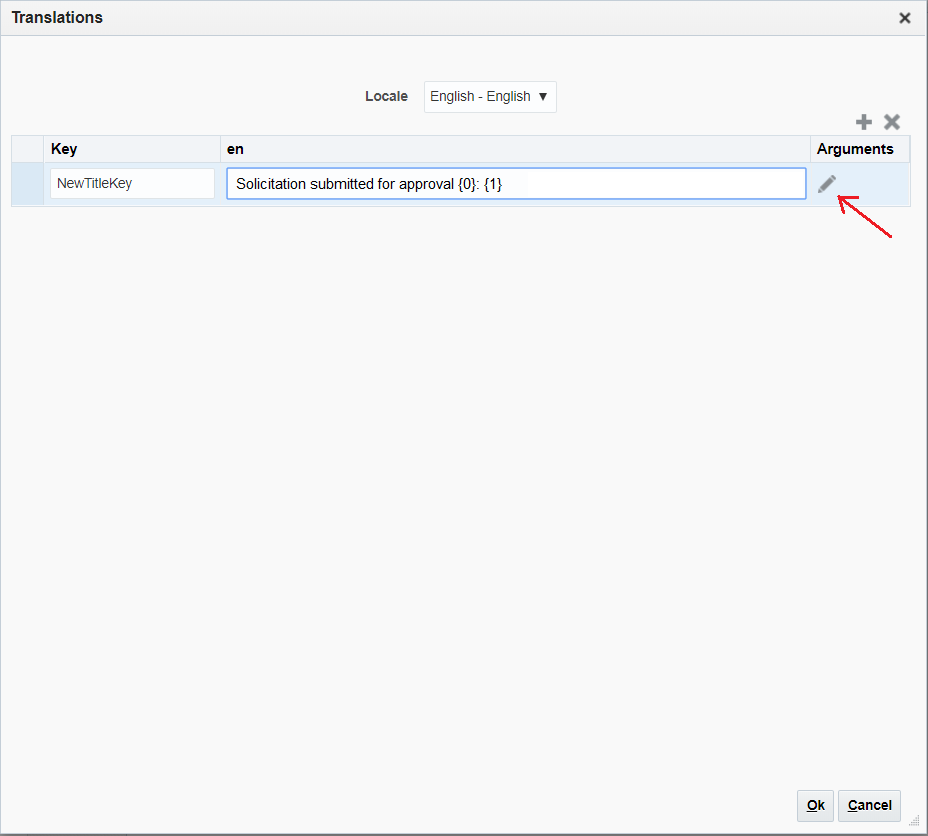 Translations
Locale English - English
Key en Arguments
NewTitleKey Solicitation submitted for approval {0}: {1}
Ok Cancel